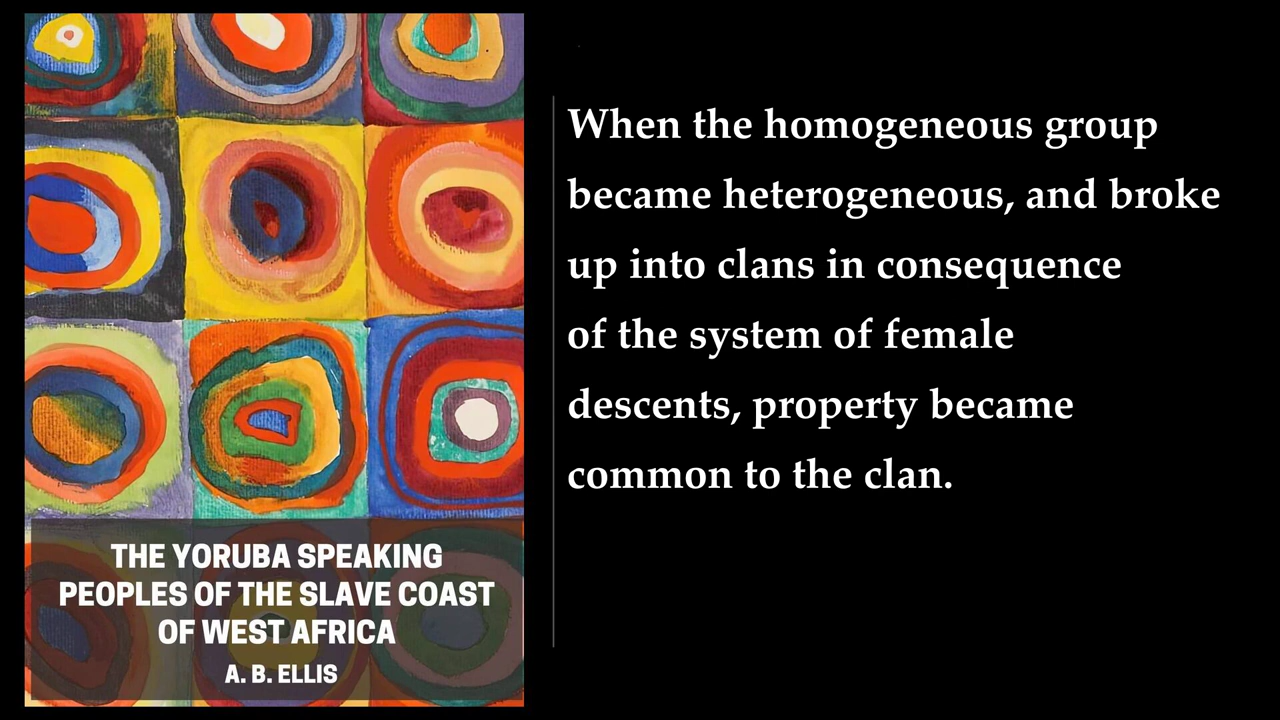 THE YORUBA SPEAKING
PEOPLES OF THE SLAVE COAST
OF WEST AFRICA
A. B. ELLIS
When the homogeneous group
became heterogeneous, and broke
up into clans in consequence
of the system of female
descents, property became
common to the clan.